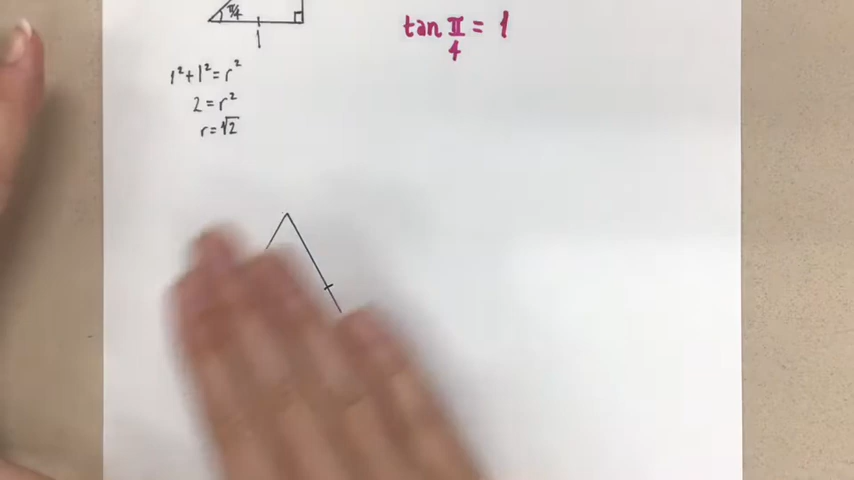 π/4
1
tan π/4 = 1
1² + 1² = r²
2 = r²
r = √2